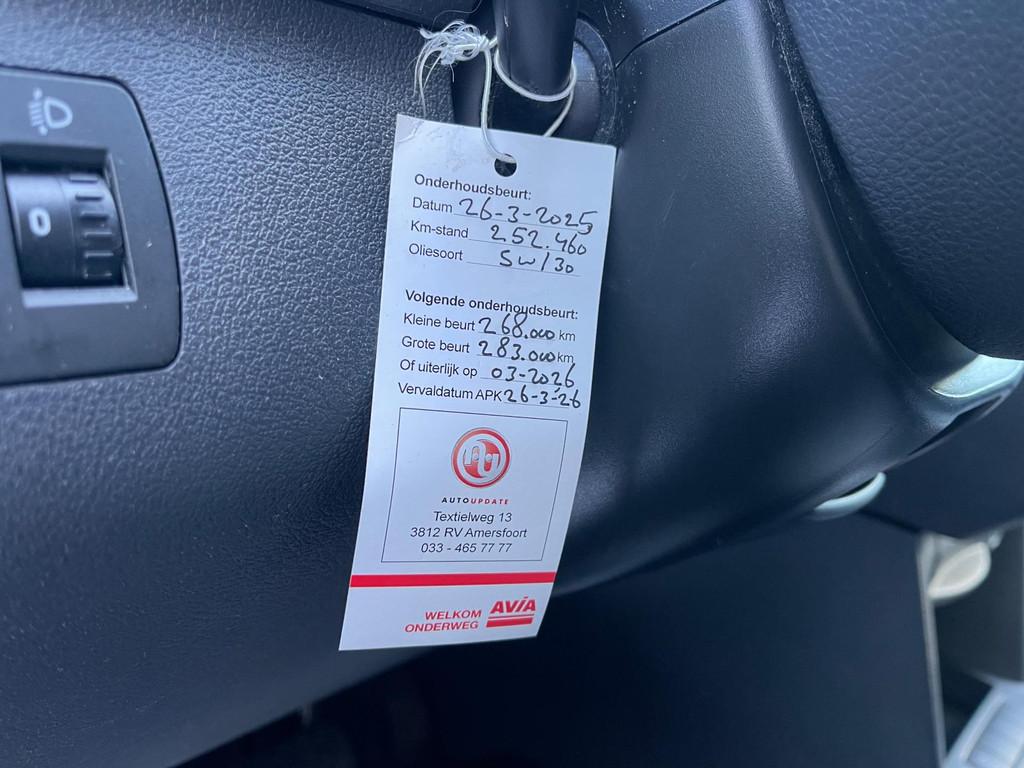 0
Onderhoudsbeurt:
Datum 26-3-2025
Km-stand 252.460
Oliesoort 5w/30
Volgende onderhoudsbeurt:
Kleine beurt 268.000 km
Grote beurt 283.000 km
Of uiterlijk op 03-2026
Vervaldatum APK 26-3-26
AU
AUTOUPDATE
Textielweg 13
3812 RV Amersfoort
033 - 465 77 77
WELKOM
ONDERWEG
AVIA